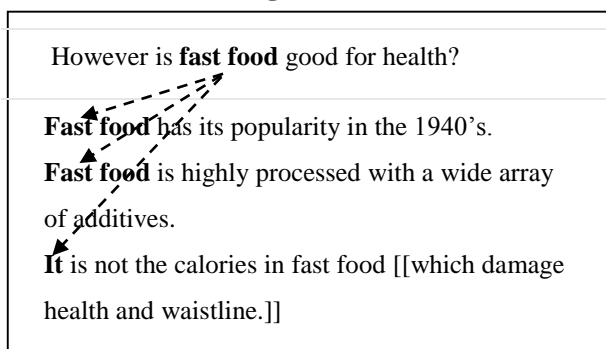 However is fast food good for health?
Fast food has its popularity in the 1940's.
Fast food is highly processed with a wide array
of additives.
It is not the calories in fast food [[which damage
health and waistline.]]